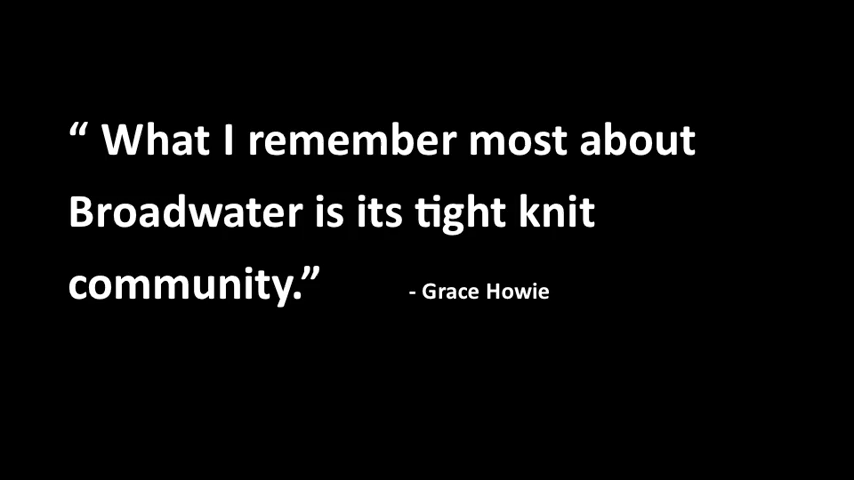 “ What I remember most about
Broadwater is its tight knit
community.” - Grace Howie